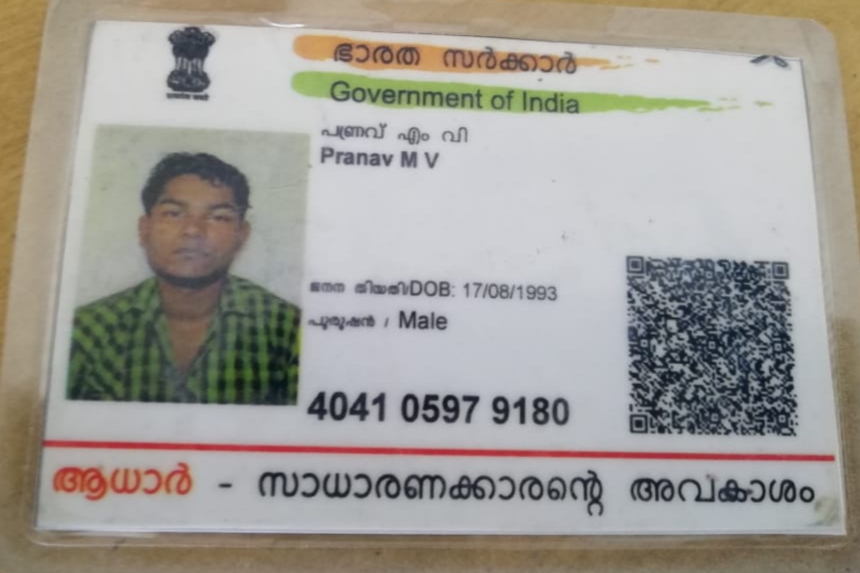 ഭാരത സർക്കാർ
Government of India
പ്രണവ് എം വി
Pranav M V
ജനന തിയതി/DOB: 17/08/1993
പുരുഷൻ / Male
4041 0597 9180
ആധാർ - സാധാരണക്കാരന്റെ അവകാശം